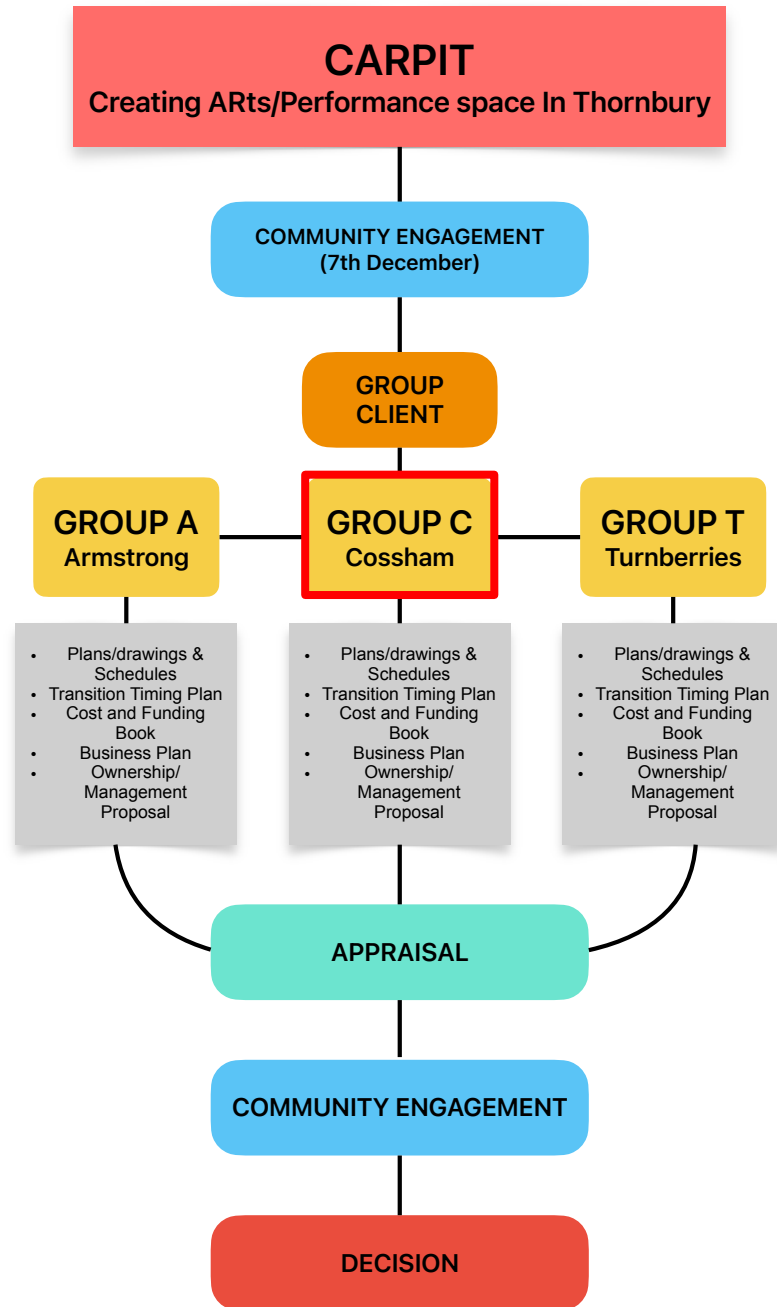 CARPIT
Creating ARts/Performance space In Thornbury
COMMUNITY ENGAGEMENT
(7th December)
GROUP
CLIENT
GROUP A
Armstrong
GROUP C
Cossham
GROUP T
Turnberries
• Plans/drawings &
Schedules
• Transition Timing Plan
• Cost and Funding
Book
• Business Plan
• Ownership/
Management
Proposal
• Plans/drawings &
Schedules
• Transition Timing Plan
• Cost and Funding
Book
• Business Plan
• Ownership/
Management
Proposal
• Plans/drawings &
Schedules
• Transition Timing Plan
• Cost and Funding
Book
• Business Plan
• Ownership/
Management
Proposal
APPRAISAL
COMMUNITY ENGAGEMENT
DECISION